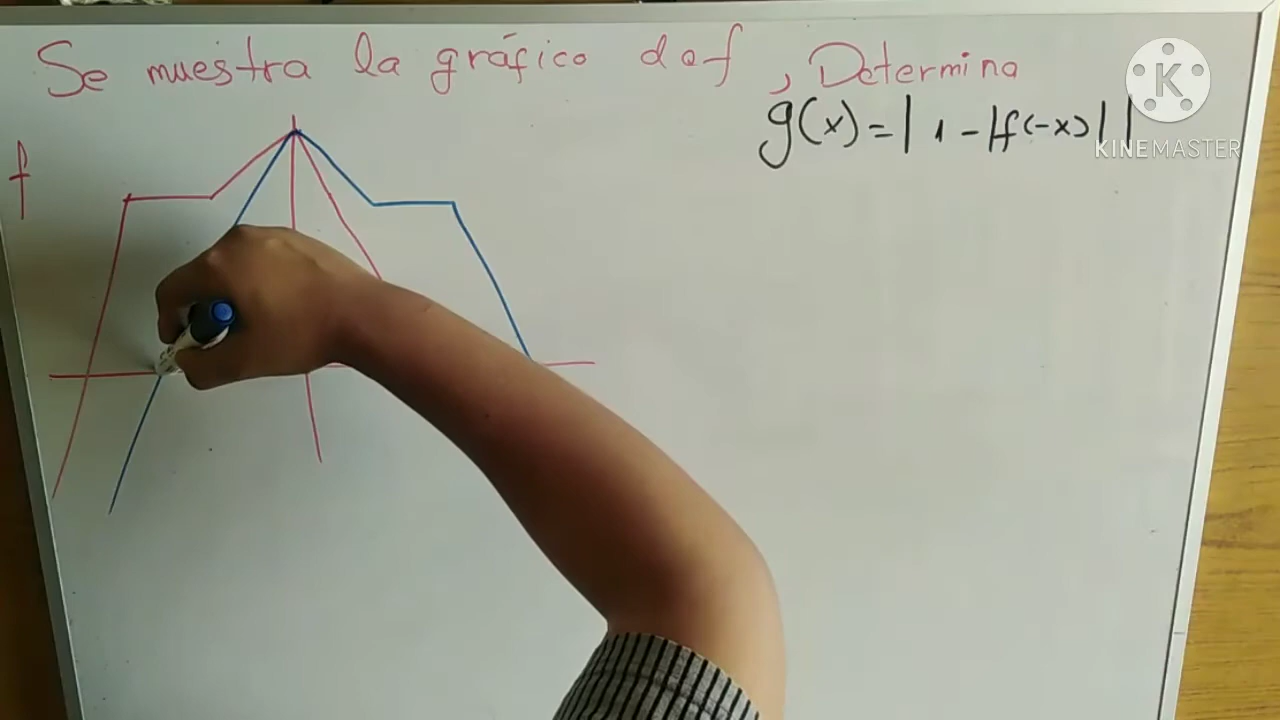 Se muestra la gráfico de f , Determina
g(x) = | 1 - |f(-x)| |
K
KINEMASTER
f